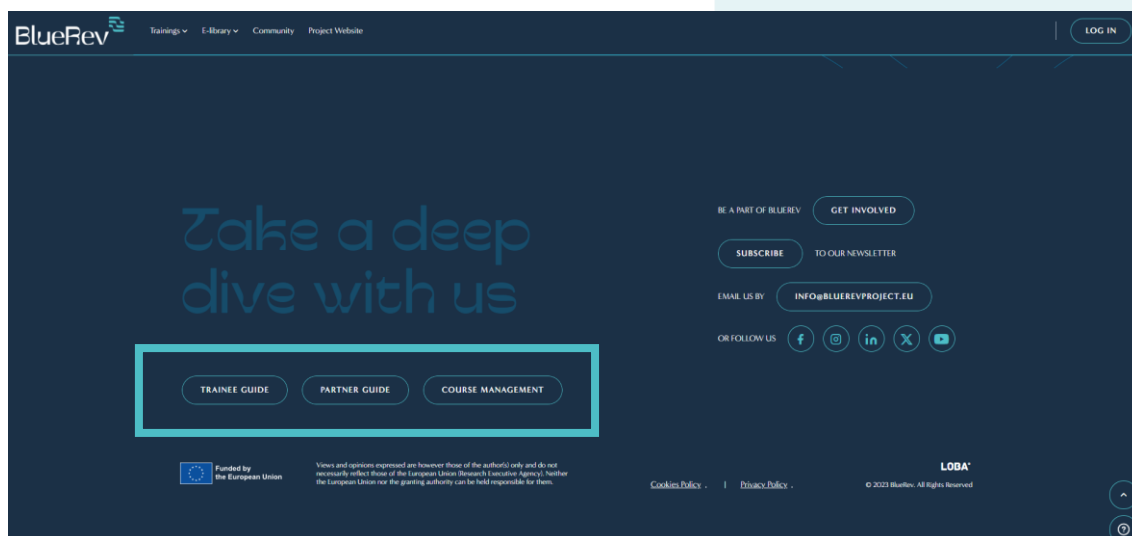 BlueRev
Trainings E-library Community Project Website
LOG IN
Take a deep
dive with us
TRAINEE GUIDE PARTNER GUIDE COURSE MANAGEMENT
BE A PART OF BLUEREV GET INVOLVED
SUBSCRIBE TO OUR NEWSLETTER
EMAIL US BY INFO@BLUEREVPROJECT.EU
OR FOLLOW US f in X
Funded by
the European Union
Views and opinions expressed are however those of the author(s) only and do not
necessarily reflect those of the European Union (Research Executive Agency). Neither
the European Union nor the granting authority can be held responsible for them.
Cookies Policy . | Privacy Policy .
LOBA
© 2023 BlueRev. All Rights Reserved